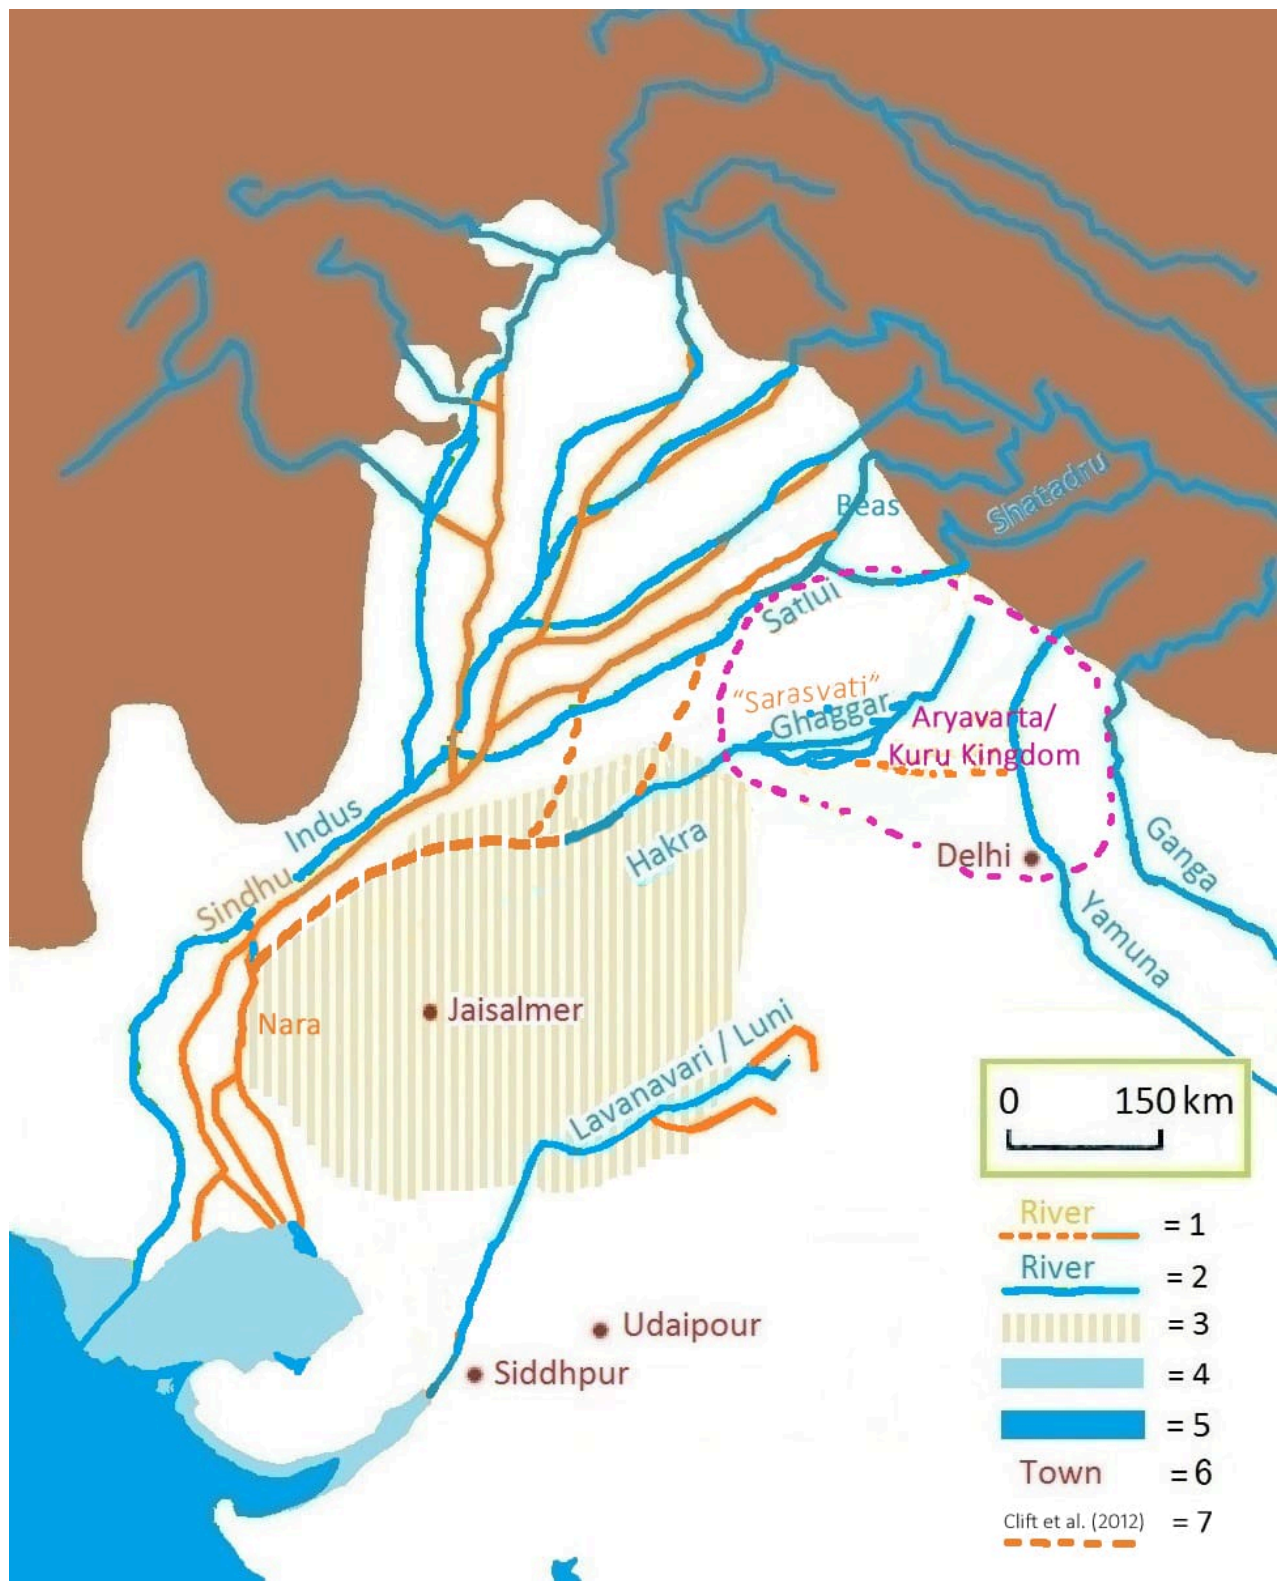 Shatadru
Beas
Satlui
"Sarasvati"
Ghaggar
Aryavarta/
Kuru Kingdom
Indus
Hakra
Sindhu
Delhi
Ganga
Yamuna
Nara
Jaisalmer
Lavanavari / Luni
0 150 km
River = 1
River = 2
= 3
Udaipour
Siddhpur
= 4
= 5
Town = 6
Clift et al. (2012) = 7